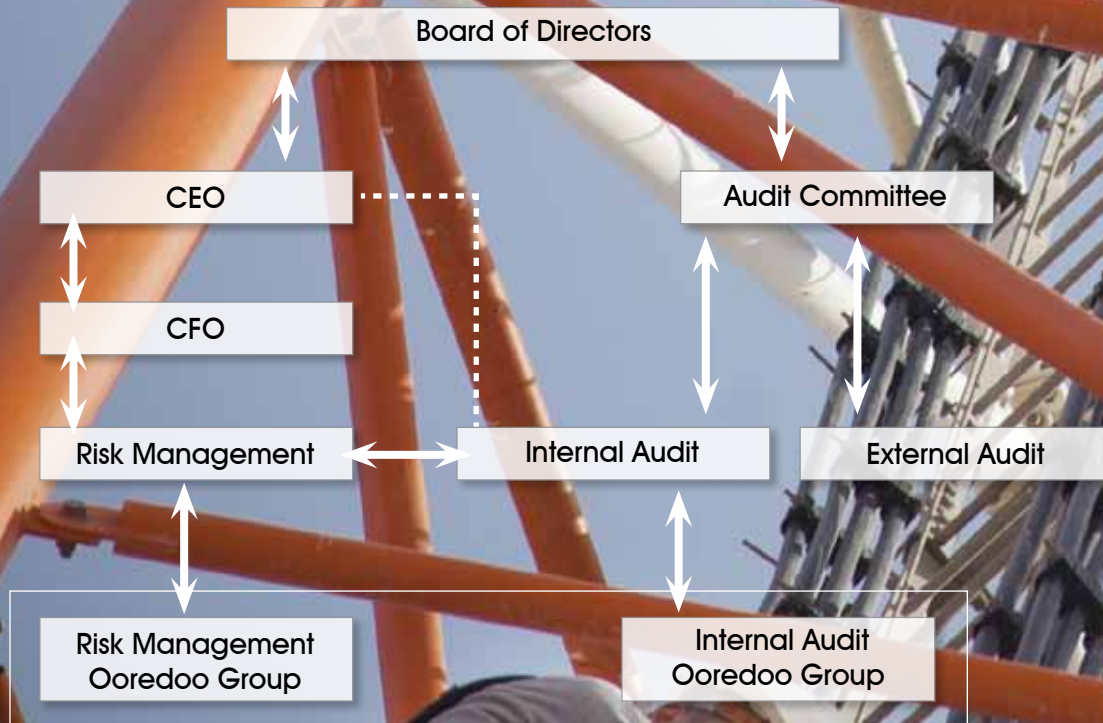 Board of Directors
CEO
Audit Committee
CFO
Risk Management
Internal Audit
External Audit
Risk Management
Ooredoo Group
Internal Audit
Ooredoo Group